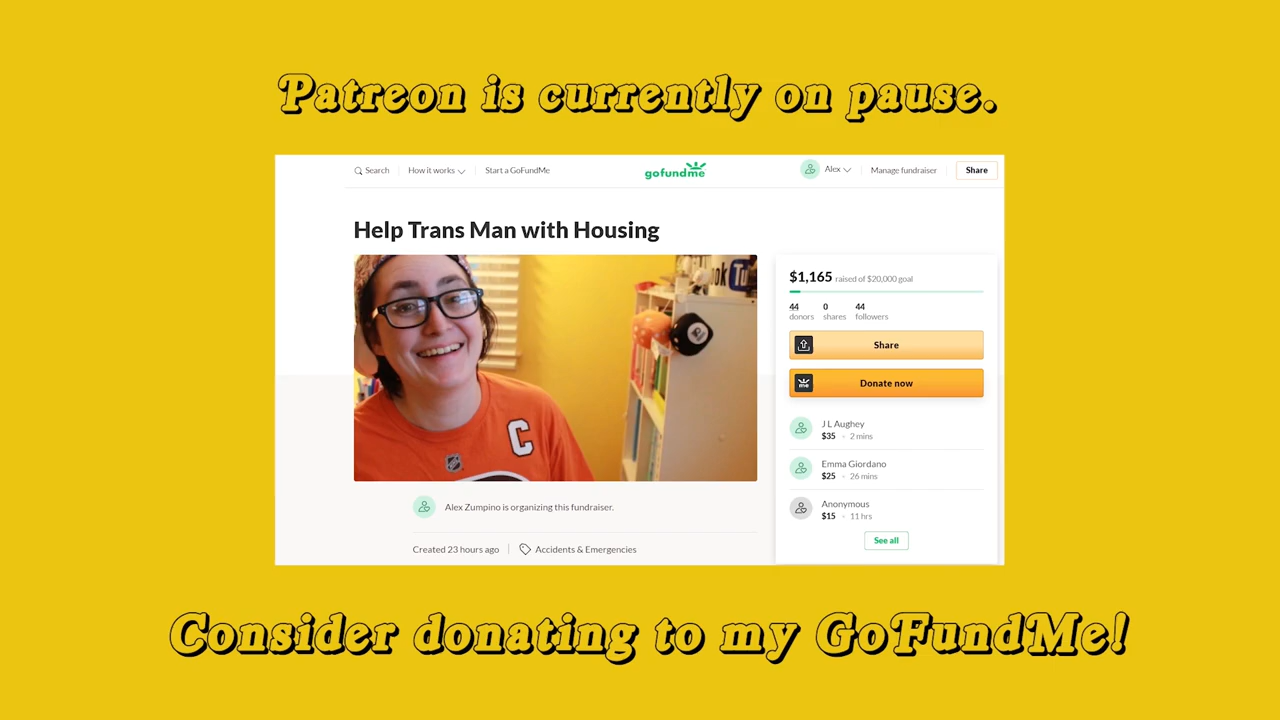 Patreon is currently on pause.
Search How it works Start a GoFundMe gofundme Alex Manage fundraiser Share
Help Trans Man with Housing
$1,165 raised of $20,000 goal
44 0 44
donors shares followers
Share
me Donate now
J L Aughey
$35 • 2 mins
Emma Giordano
$25 • 26 mins
Anonymous
$15 • 11 hrs
See all
C
Alex Zumpino is organizing this fundraiser.
Created 23 hours ago Accidents & Emergencies
Consider donating to my GoFundMe!